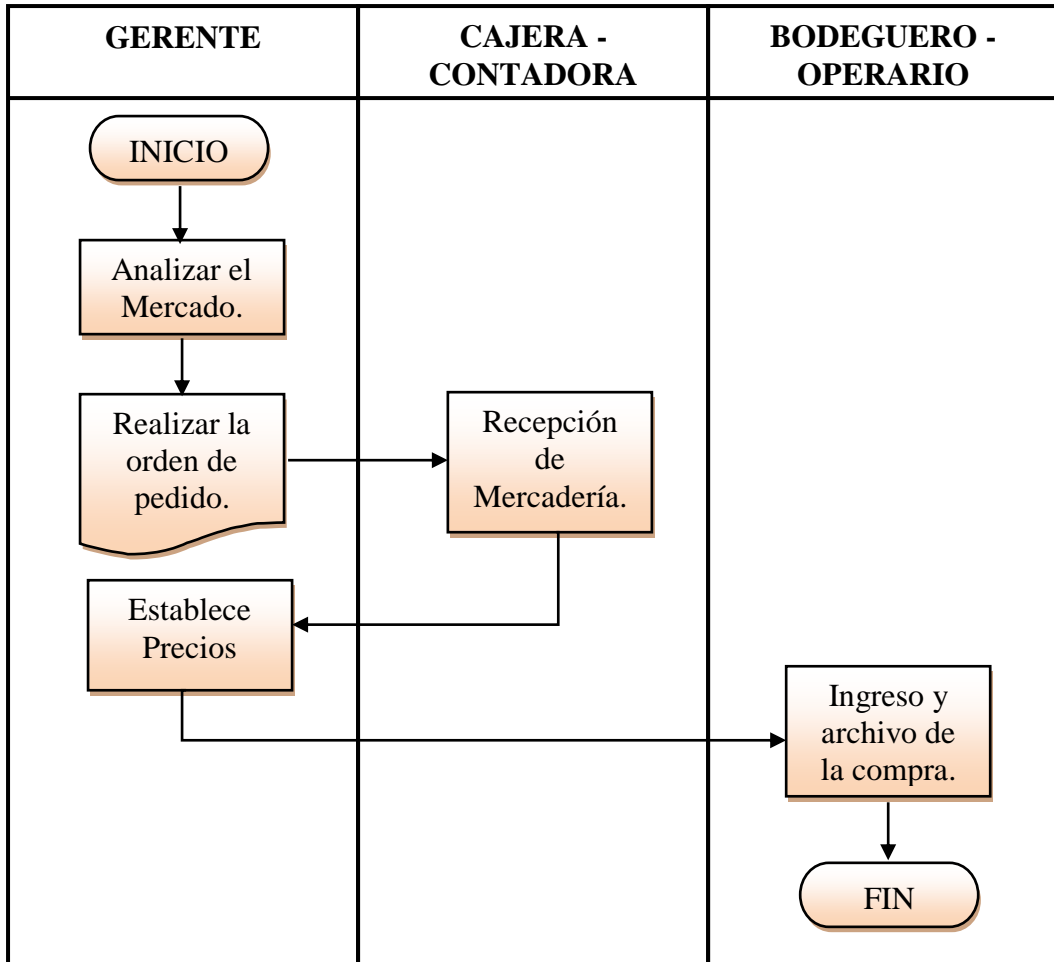 GERENTE
CAJERA -
CONTADORA
BODEGUERO -
OPERARIO
INICIO
Analizar el
Mercado.
Realizar la
orden de
pedido.
Recepción
de
Mercadería.
Establece
Precios
Ingreso y
archivo de
la compra.
FIN